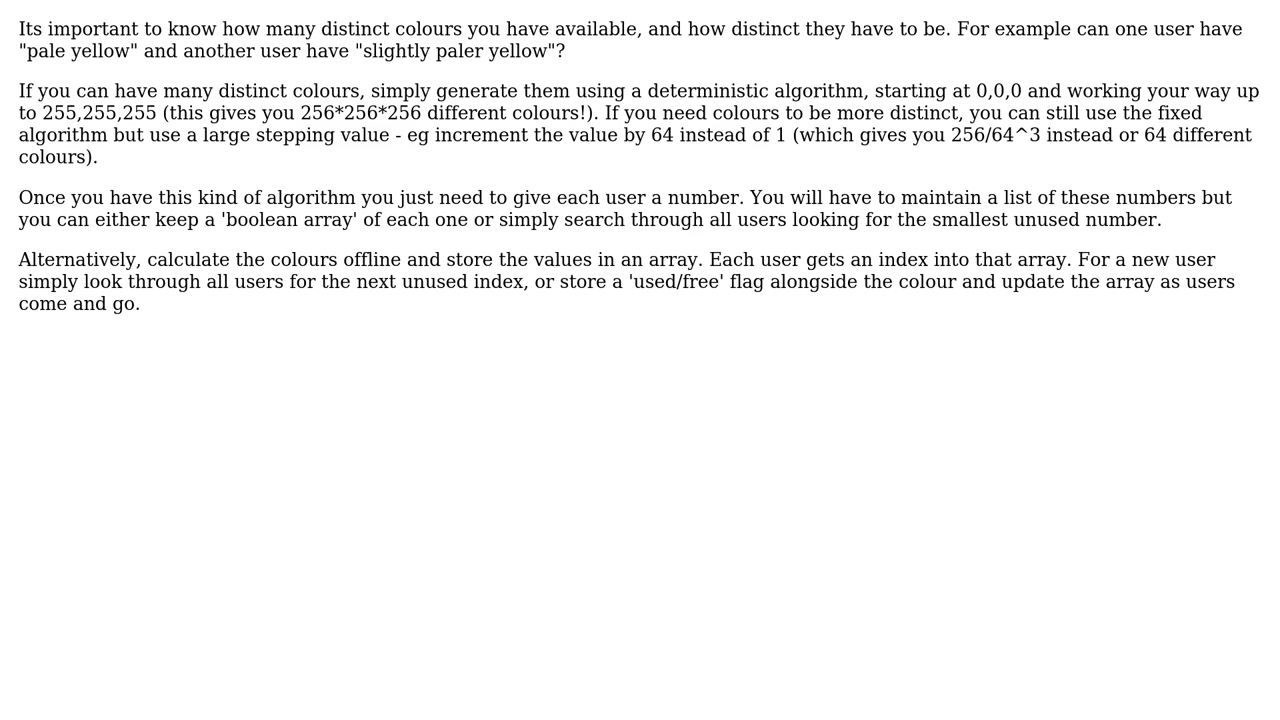 Its important to know how many distinct colours you have available, and how distinct they have to be. For example can one user have
"pale yellow" and another user have "slightly paler yellow"?
If you can have many distinct colours, simply generate them using a deterministic algorithm, starting at 0,0,0 and working your way up
to 255,255,255 (this gives you 256*256*256 different colours!). If you need colours to be more distinct, you can still use the fixed
algorithm but use a large stepping value - eg increment the value by 64 instead of 1 (which gives you 256/64^3 instead or 64 different
colours).
Once you have this kind of algorithm you just need to give each user a number. You will have to maintain a list of these numbers but
you can either keep a 'boolean array' of each one or simply search through all users looking for the smallest unused number.
Alternatively, calculate the colours offline and store the values in an array. Each user gets an index into that array. For a new user
simply look through all users for the next unused index, or store a 'used/free' flag alongside the colour and update the array as users
come and go.